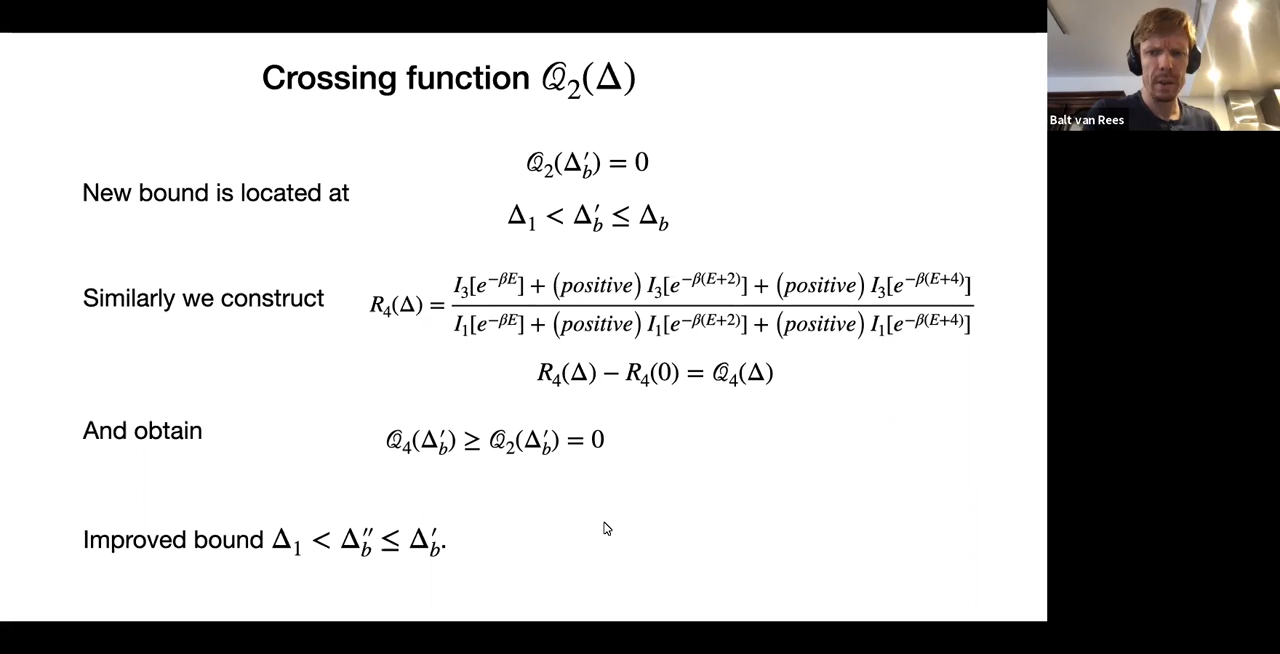 Crossing function 𝒬₂(Δ)
𝒬₂(Δ′_b) = 0
New bound is located at
Δ₁ < Δ′_b ≤ Δ_b
Similarly we construct R₄(Δ) = (I₃[e^{−βE}] + (positive) I₃[e^{−β(E+2)}] + (positive) I₃[e^{−β(E+4)}]) / (I₁[e^{−βE}] + (positive) I₁[e^{−β(E+2)}] + (positive) I₁[e^{−β(E+4)}])
R₄(Δ) − R₄(0) = 𝒬₄(Δ)
And obtain 𝒬₄(Δ′_b) ≥ 𝒬₂(Δ′_b) = 0
Improved bound Δ₁ < Δ″_b ≤ Δ′_b.
Balt van Rees